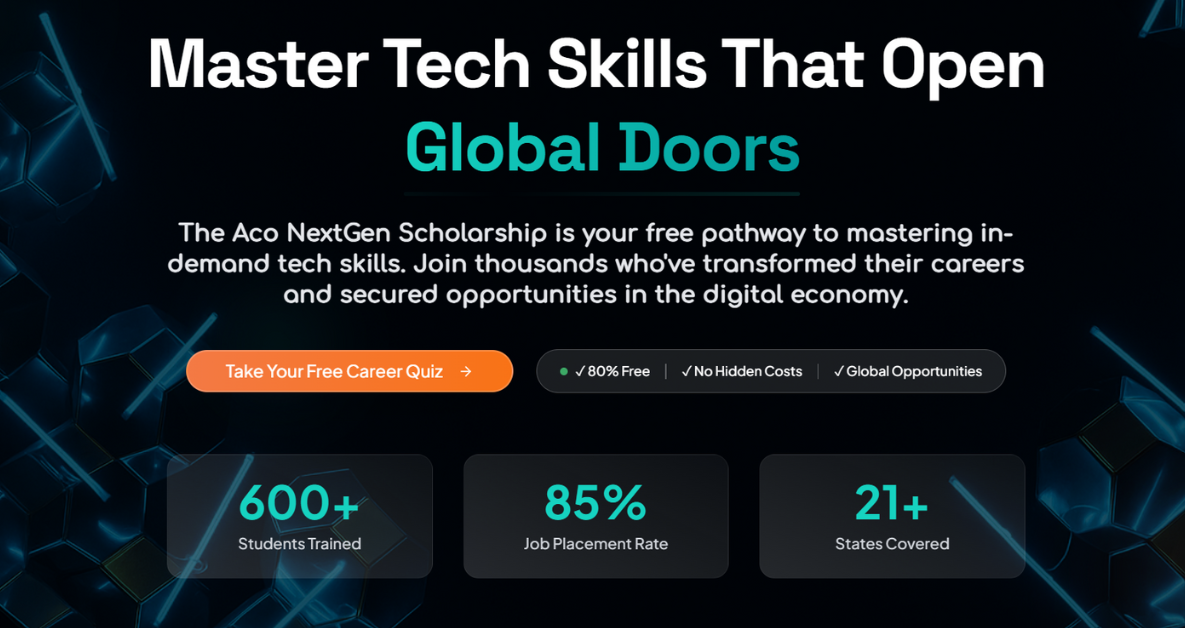 Master Tech Skills That Open
Global Doors
The Aco NextGen Scholarship is your free pathway to mastering in-
demand tech skills. Join thousands who've transformed their careers
and secured opportunities in the digital economy.
Take Your Free Career Quiz →
✓ 80% Free | ✓ No Hidden Costs | ✓ Global Opportunities
600+
Students Trained
85%
Job Placement Rate
21+
States Covered